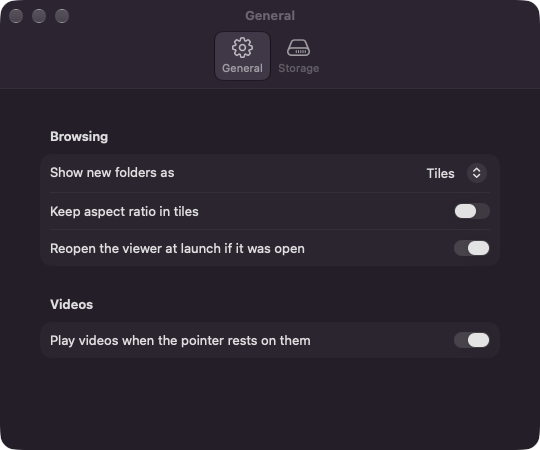 General
General
Storage
Browsing
Show new folders as
Tiles
Keep aspect ratio in tiles
Reopen the viewer at launch if it was open
Videos
Play videos when the pointer rests on them